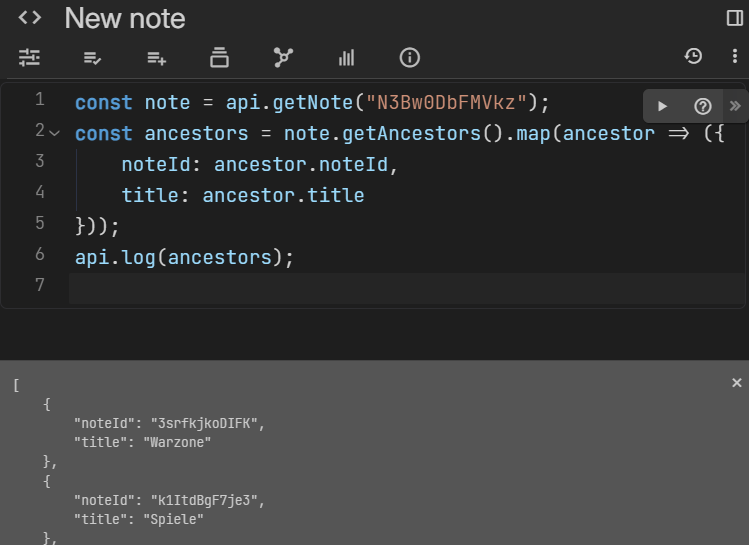 New note
1 const note = api.getNote("N3Bw0DbFMVkz");
2 const ancestors = note.getAncestors().map(ancestor => ({
3     noteId: ancestor.noteId,
4     title: ancestor.title
5 }));
6 api.log(ancestors);
7
[
    {
        "noteId": "3srfkjkoDIFK",
        "title": "Warzone"
    },
    {
        "noteId": "k1ItdBgF7je3",
        "title": "Spiele"
    },